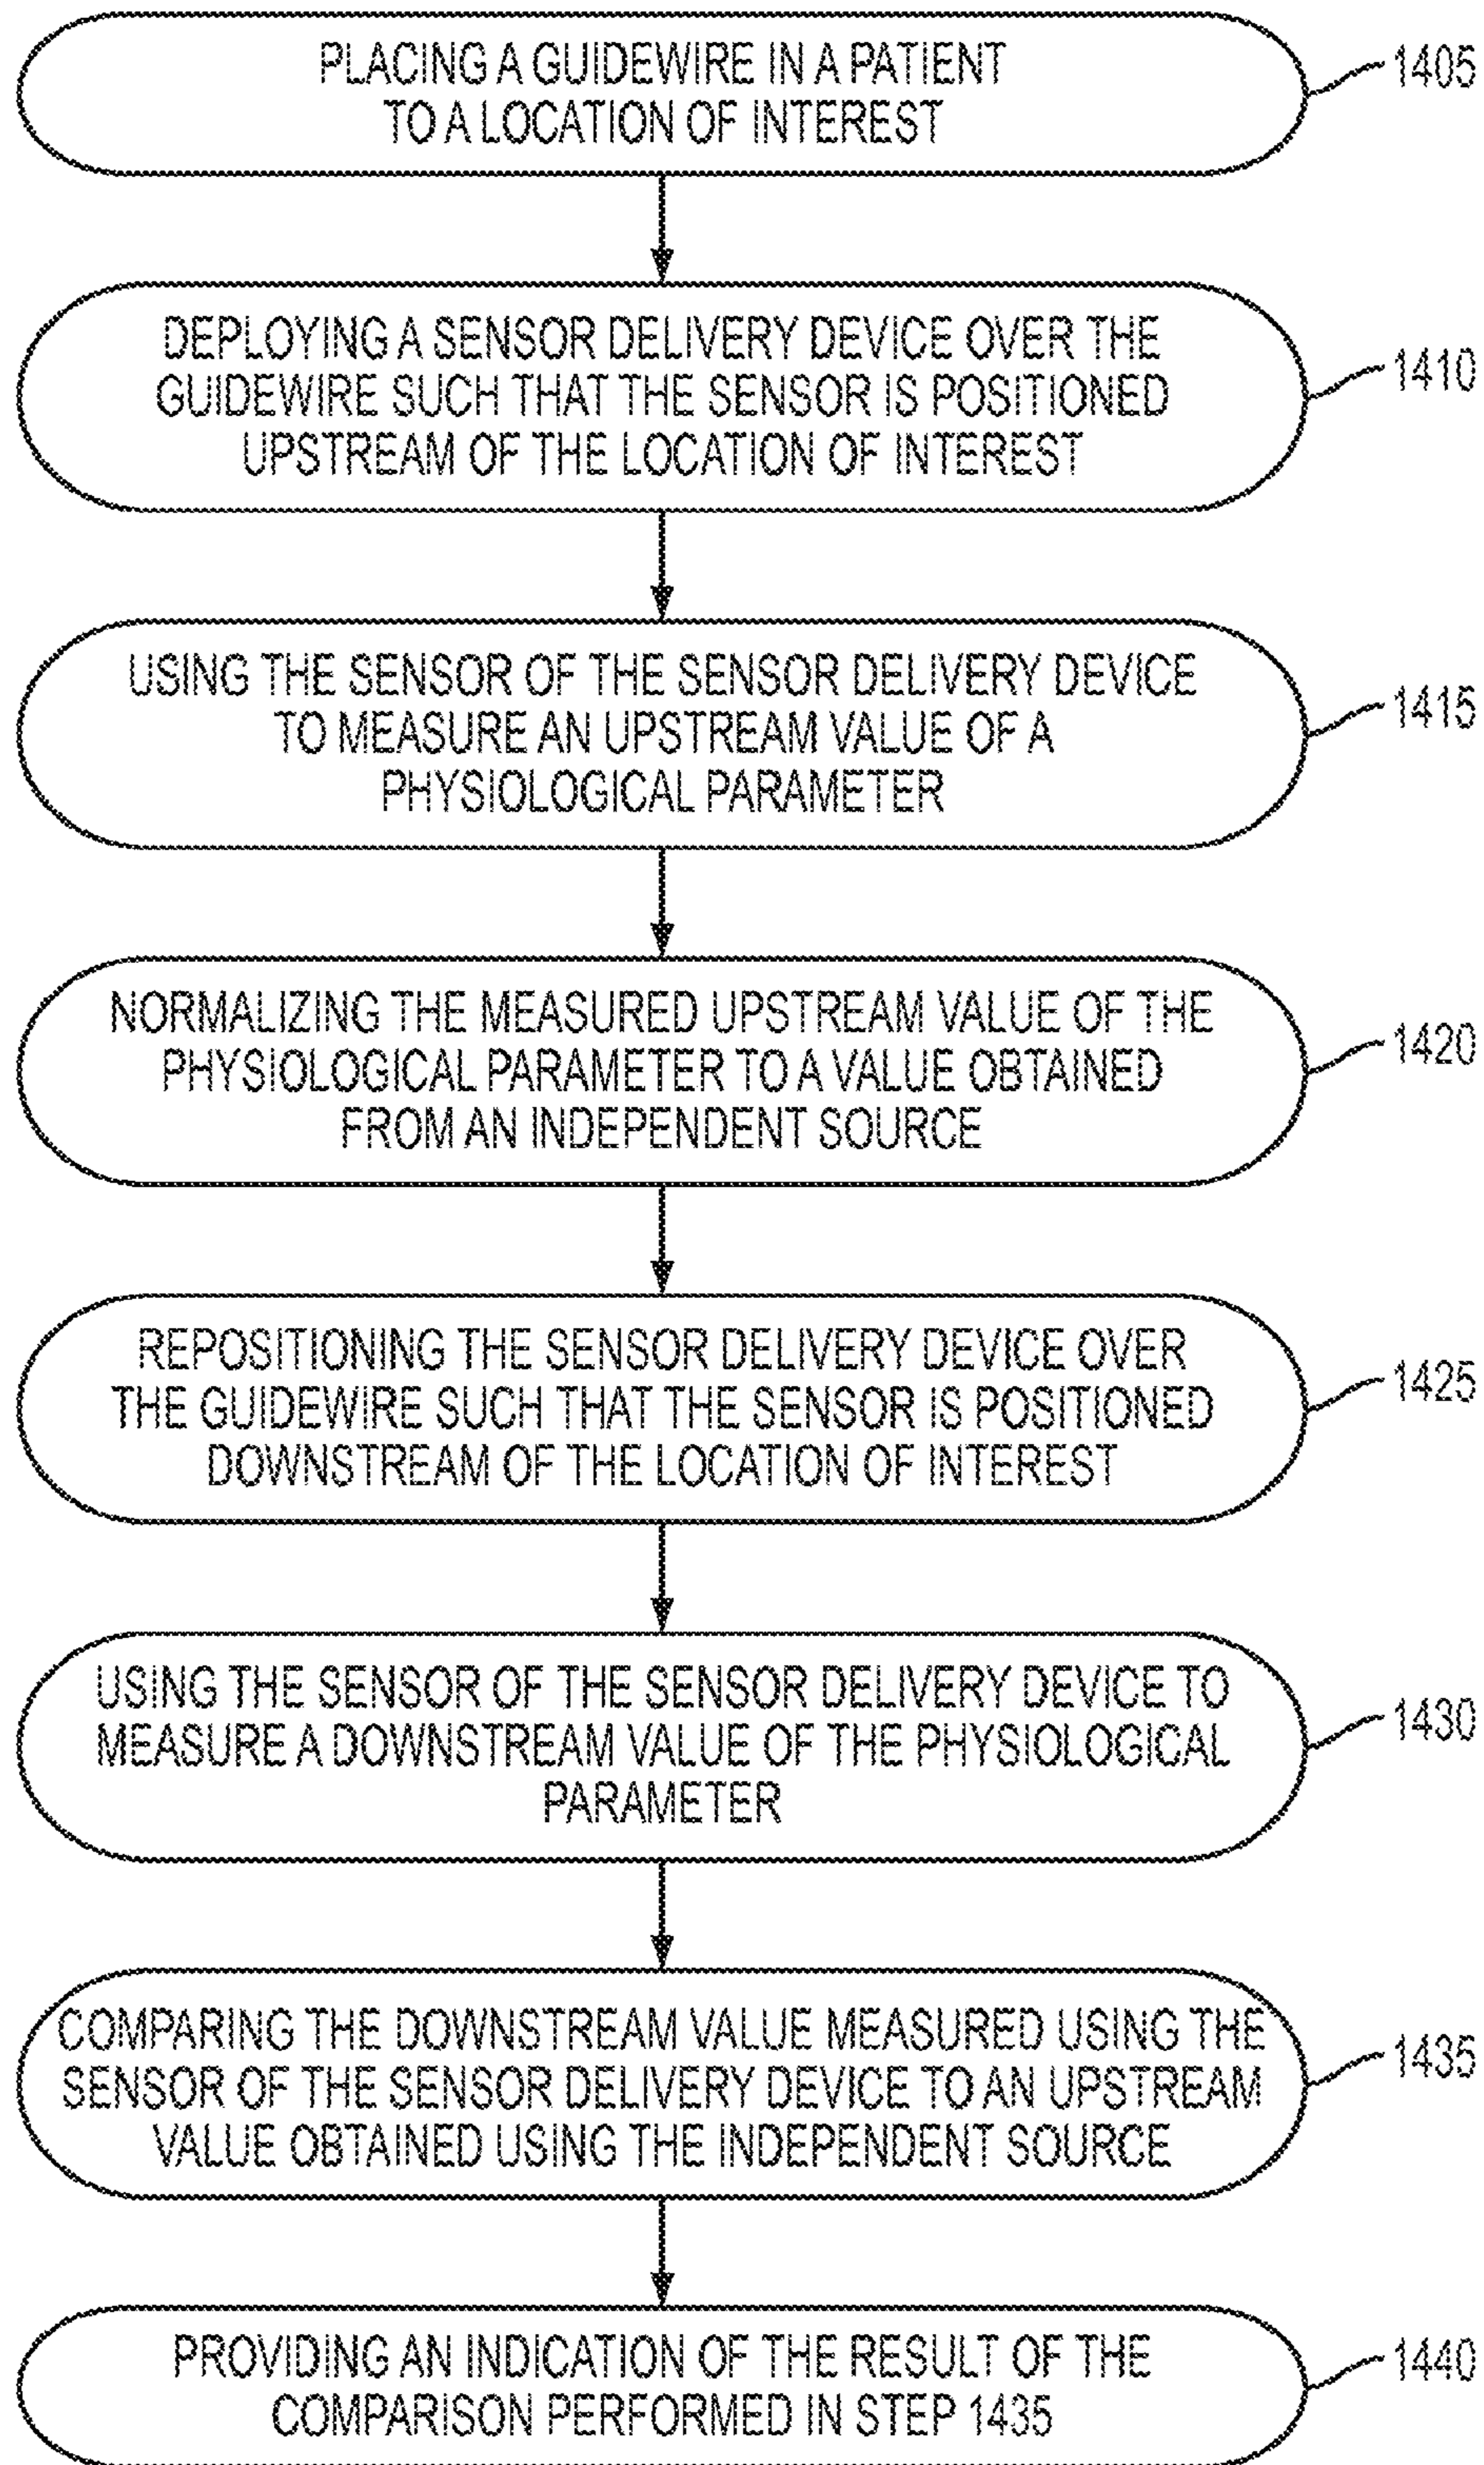 PLACING A GUIDEWIRE IN A PATIENT
TO A LOCATION OF INTEREST
1405
DEPLOYING A SENSOR DELIVERY DEVICE OVER THE
GUIDEWIRE SUCH THAT THE SENSOR IS POSITIONED
UPSTREAM OF THE LOCATION OF INTEREST
1410
USING THE SENSOR OF THE SENSOR DELIVERY DEVICE
TO MEASURE AN UPSTREAM VALUE OF A
PHYSIOLOGICAL PARAMETER
1415
NORMALIZING THE MEASURED UPSTREAM VALUE OF THE
PHYSIOLOGICAL PARAMETER TO A VALUE OBTAINED
FROM AN INDEPENDENT SOURCE
1420
REPOSITIONING THE SENSOR DELIVERY DEVICE OVER
THE GUIDEWIRE SUCH THAT THE SENSOR IS POSITIONED
DOWNSTREAM OF THE LOCATION OF INTEREST
1425
USING THE SENSOR OF THE SENSOR DELIVERY DEVICE TO
MEASURE A DOWNSTREAM VALUE OF THE PHYSIOLOGICAL
PARAMETER
1430
COMPARING THE DOWNSTREAM VALUE MEASURED USING THE
SENSOR OF THE SENSOR DELIVERY DEVICE TO AN UPSTREAM
VALUE OBTAINED USING THE INDEPENDENT SOURCE
1435
PROVIDING AN INDICATION OF THE RESULT OF THE
COMPARISON PERFORMED IN STEP 1435
1440